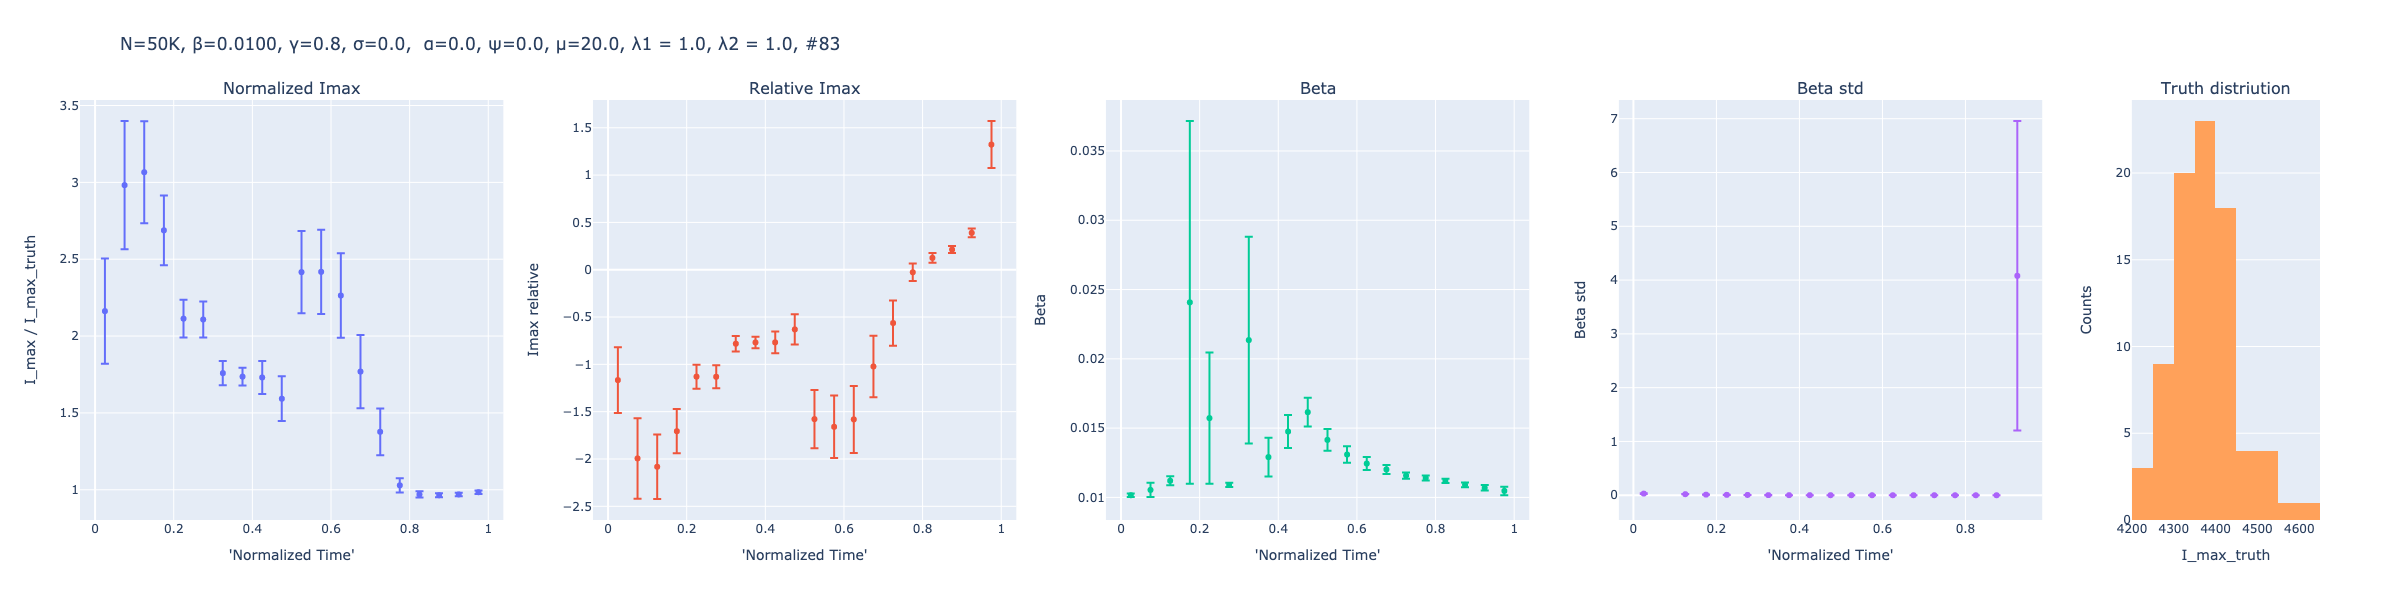 N=50K, β=0.0100, γ=0.8, σ=0.0,  α=0.0, ψ=0.0, μ=20.0, λ1 = 1.0, λ2 = 1.0, #83
Normalized Imax
3.5
3
2.5
2
1.5
1
I_max / I_max_truth
0 0.2 0.4 0.6 0.8 1
'Normalized Time'
Relative Imax
1.5
1
0.5
0
−0.5
−1
−1.5
−2
−2.5
Imax relative
0 0.2 0.4 0.6 0.8 1
'Normalized Time'
Beta
0.035
0.03
0.025
0.02
0.015
0.01
Beta
0 0.2 0.4 0.6 0.8 1
'Normalized Time'
Beta std
7
6
5
4
3
2
1
0
Beta std
0 0.2 0.4 0.6 0.8
'Normalized Time'
Truth distriution
20
15
10
5
0
Counts
4200 4300 4400 4500 4600
I_max_truth